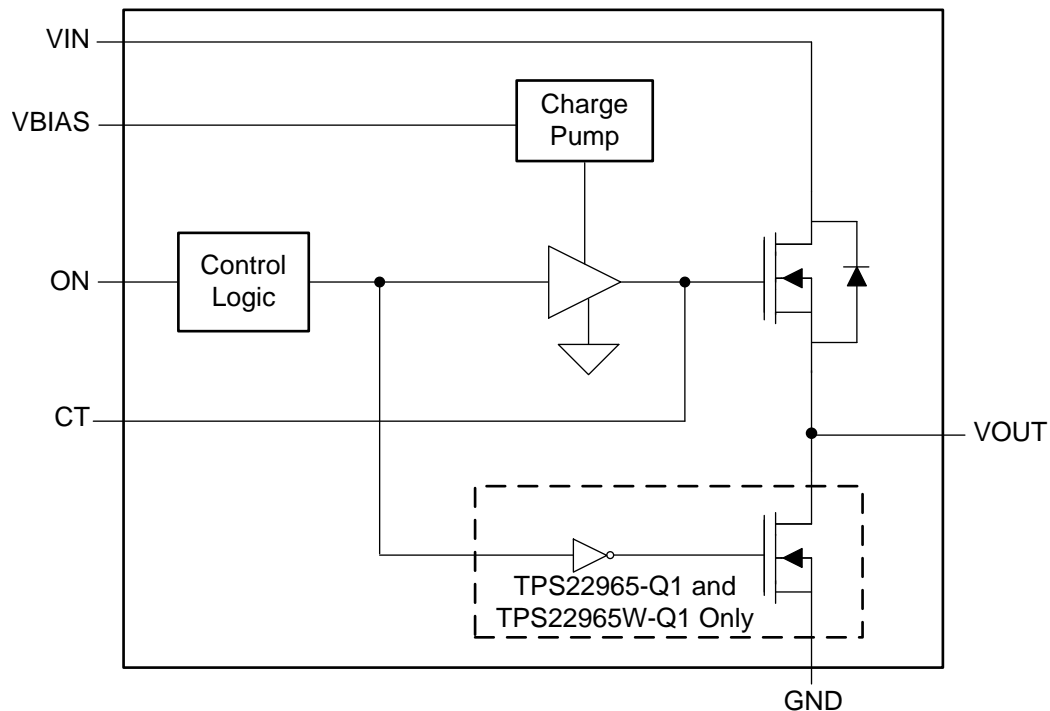 VIN
Charge
Pump
VBIAS
Control
Logic
ON
CT
VOUT
TPS22965-Q1 and
TPS22965W-Q1 Only
GND